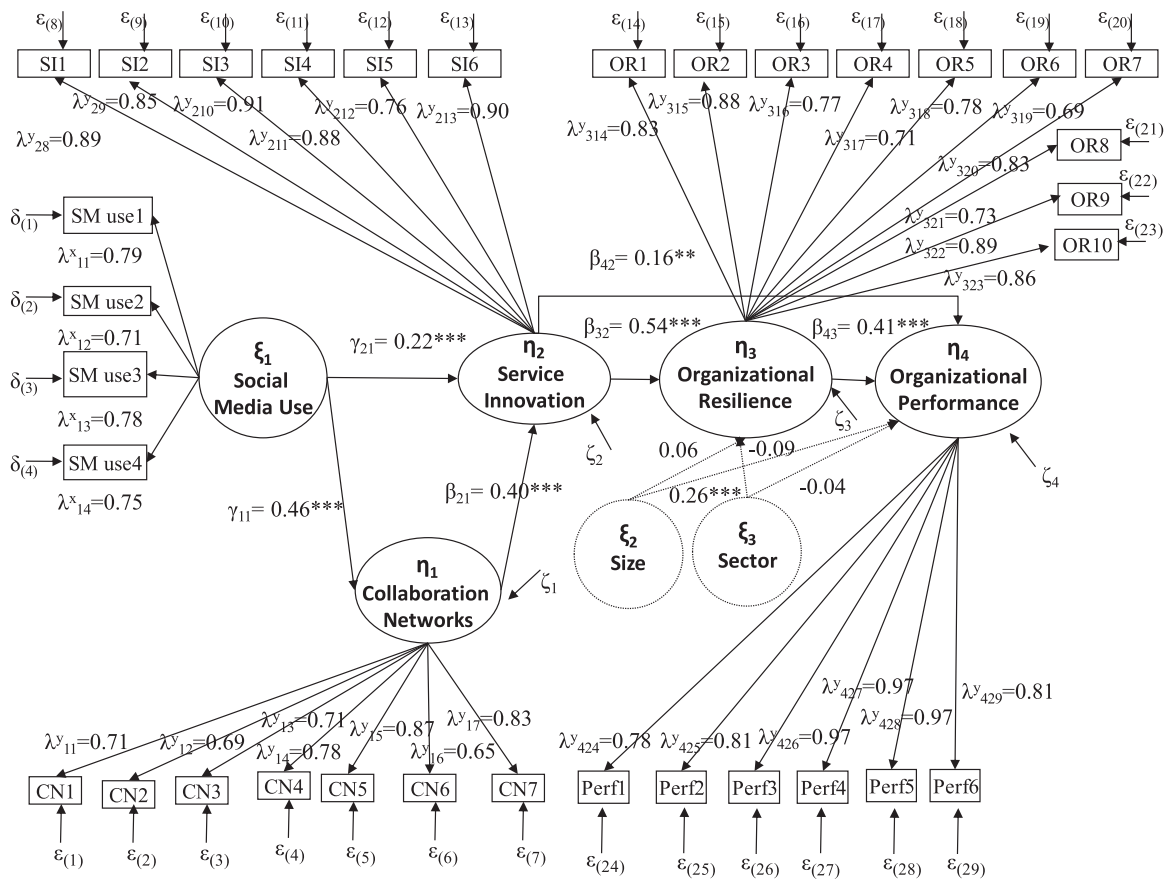 ε(8) ε(9) ε(10) ε(11) ε(12) ε(13) ε(14) ε(15) ε(16) ε(17) ε(18) ε(19) ε(20)
SI1 SI2 SI3 SI4 SI5 SI6 OR1 OR2 OR3 OR4 OR5 OR6 OR7
λʸ29=0.85 λʸ210=0.91 λʸ212=0.76 λʸ213=0.90 λʸ315=0.88 λʸ316=0.77 λʸ318=0.78 λʸ319=0.69
λʸ28=0.89 λʸ211=0.88 λʸ314=0.83 λʸ317=0.71
ε(21)
OR8
λʸ320=0.83
ε(22)
OR9
λʸ321=0.73
ε(23)
OR10
λʸ322=0.89
λʸ323=0.86
δ(1) SM use1
λˣ11=0.79
δ(2) SM use2
λˣ12=0.71
δ(3) SM use3
λˣ13=0.78
δ(4) SM use4
λˣ14=0.75
β42= 0.16**
γ21= 0.22*** β32= 0.54*** β43= 0.41***
ξ1
Social
Media Use
η2
Service
Innovation
η3
Organizational
Resilience
η4
Organizational
Performance
ζ2 ζ3 ζ4
0.06 -0.09
0.26*** -0.04
γ11= 0.46*** β21= 0.40***
ξ2
Size
ξ3
Sector
η1
Collaboration
Networks
ζ1
λʸ11=0.71 λʸ12=0.69 λʸ13=0.71 λʸ14=0.78 λʸ15=0.87 λʸ16=0.65 λʸ17=0.83
λʸ424=0.78 λʸ425=0.81 λʸ426=0.97 λʸ427=0.97 λʸ428=0.97 λʸ429=0.81
CN1 CN2 CN3 CN4 CN5 CN6 CN7 Perf1 Perf2 Perf3 Perf4 Perf5 Perf6
ε(1) ε(2) ε(3) ε(4) ε(5) ε(6) ε(7) ε(24) ε(25) ε(26) ε(27) ε(28) ε(29)